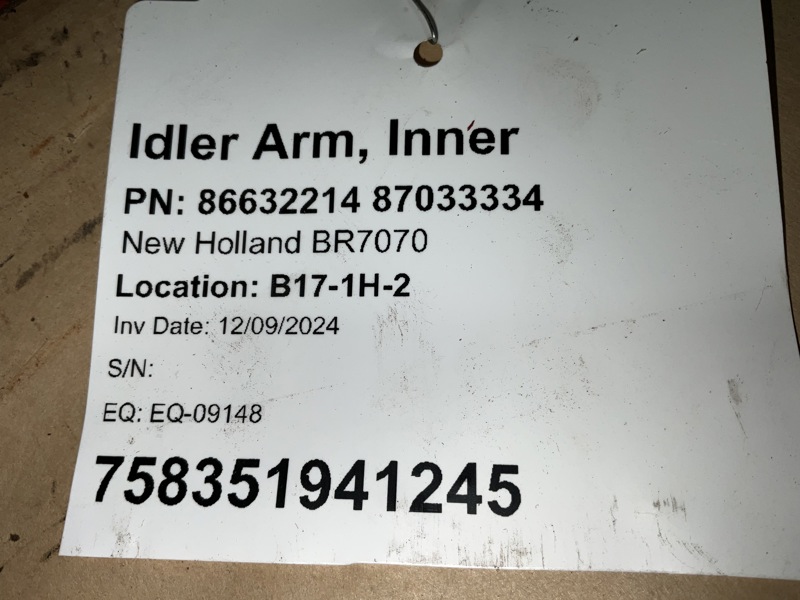 Idler Arm, Inner
PN: 86632214 87033334
New Holland BR7070
Location: B17-1H-2
Inv Date: 12/09/2024
S/N:
EQ: EQ-09148
758351941245